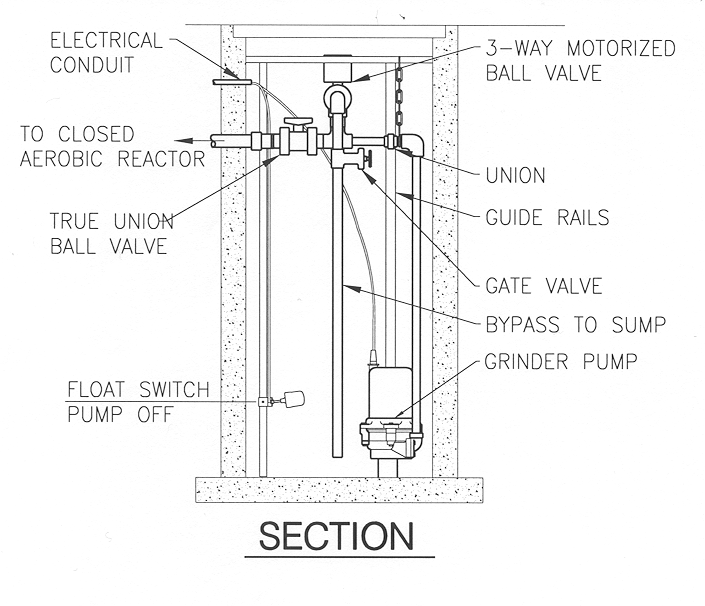 ELECTRICAL
CONDUIT
3-WAY MOTORIZED
BALL VALVE
TO CLOSED
AEROBIC REACTOR
UNION
TRUE UNION
BALL VALVE
GUIDE RAILS
GATE VALVE
BYPASS TO SUMP
GRINDER PUMP
FLOAT SWITCH
PUMP OFF
SECTION